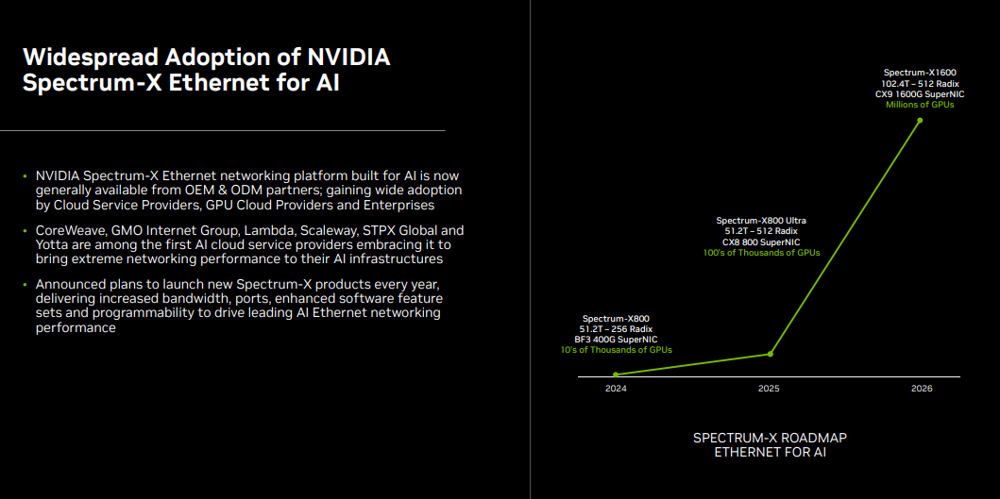 Widespread Adoption of NVIDIA
Spectrum-X Ethernet for AI
• NVIDIA Spectrum-X Ethernet networking platform built for AI is now
generally available from OEM & ODM partners; gaining wide adoption
by Cloud Service Providers, GPU Cloud Providers and Enterprises
• CoreWeave, GMO Internet Group, Lambda, Scaleway, STPX Global and
Yotta are among the first AI cloud service providers embracing it to
bring extreme networking performance to their AI infrastructures
• Announced plans to launch new Spectrum-X products every year,
delivering increased bandwidth, ports, enhanced software feature
sets and programmability to drive leading AI Ethernet networking
performance
Spectrum-X1600
102.4T – 512 Radix
CX9 1600G SuperNIC
Millions of GPUs
Spectrum-X800 Ultra
51.2T – 512 Radix
CX8 800 SuperNIC
100's of Thousands of GPUs
Spectrum-X800
51.2T – 256 Radix
BF3 400G SuperNIC
10's of Thousands of GPUs
2024
2025
2026
SPECTRUM-X ROADMAP
ETHERNET FOR AI